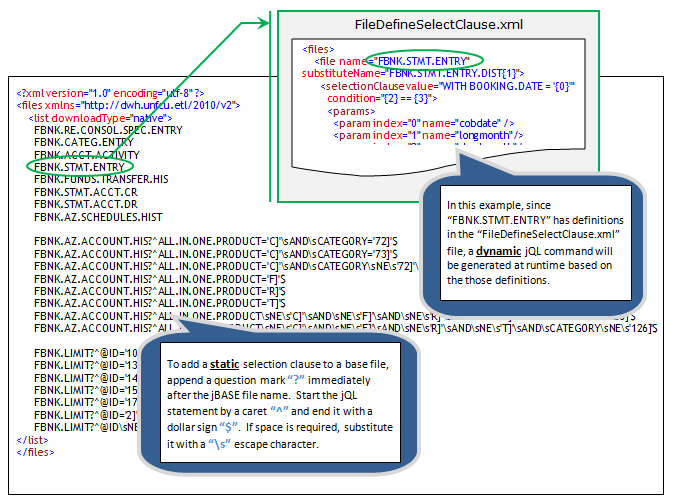 FileDefineSelectClause.xml
<files>
<file name="FBNK.STMT.ENTRY"
substituteName="FBNK.STMT.ENTRY.DIST{1}">
<selectionClause value="WITH BOOKING.DATE = '{0}'"
condition="{2} == {3}">
<params>
<param index="0" name="cobdate" />
<param index="1" name="longmonth"/>
<?xml version="1.0" encoding="utf-8" ?>
<files xmlns="http://dwh.unfcu.etl/2010/v2">
<list downloadType="native">
FBNK.RE.CONSOL.SPEC.ENTRY
FBNK.CATEG.ENTRY
FBNK.ACCT.ACTIVITY
FBNK.STMT.ENTRY
FBNK.FUNDS.TRANSFER.HIS
FBNK.STMT.ACCT.CR
FBNK.STMT.ACCT.DR
FBNK.AZ.SCHEDULES.HIST
In this example, since
"FBNK.STMT.ENTRY" has definitions
in the "FileDefineSelectClause.xml"
file, a dynamic jQL command will
be generated at runtime based on
the those definitions.
FBNK.AZ.ACCOUNT.HIS?^ALL.IN.ONE.PRODUCT='C]'\sAND\sCATEGORY='72]'$
FBNK.AZ.ACCOUNT.HIS?^ALL.IN.ONE.PRODUCT='C]'\sAND\sCATEGORY='73]'$
FBNK.AZ.ACCOUNT.HIS?^ALL.IN.ONE.PRODUCT='C]'\sAND\sCATEGORY\sNE\s'72]'\
FBNK.AZ.ACCOUNT.HIS?^ALL.IN.ONE.PRODUCT='F]'$
FBNK.AZ.ACCOUNT.HIS?^ALL.IN.ONE.PRODUCT='R]'$
FBNK.AZ.ACCOUNT.HIS?^ALL.IN.ONE.PRODUCT='T]'$
FBNK.AZ.ACCOUNT.HIS?^ALL.IN.ONE.PRODUCT\sNE\s'C]'\sAND\sNE\s'F]'\sAND\sNE\s'R]'
FBNK.AZ.ACCOUNT.HIS?^ALL.IN.ONE.PRODUCT\sNE\s'C]'\sAND\sNE\s'F]'\sAND\sNE\s'R]'\sAND\sNE\s'T]'\sAND\sCATEGORY\sNE\s'126]$
FBNK.LIMIT?^@ID='10
FBNK.LIMIT?^@ID='13
FBNK.LIMIT?^@ID='14
FBNK.LIMIT?^@ID='15
FBNK.LIMIT?^@ID='17
FBNK.LIMIT?^@ID='2]'
FBNK.LIMIT?^@ID\sNE
</list>
</files>
To add a static selection clause to a base file,
append a question mark "?" immediately
after the jBASE file name. Start the jQL
statement by a caret "^" and end it with a
dollar sign "$". If space is required, substitute
it with a "\s" escape character.